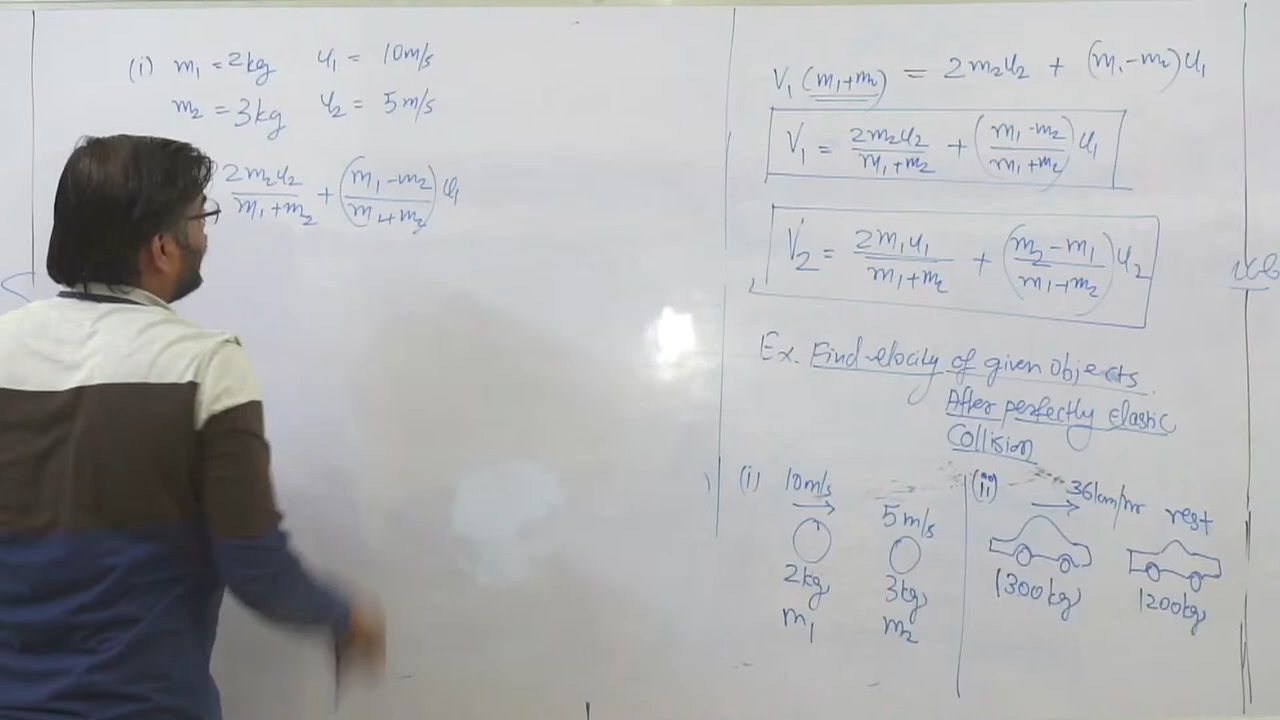 (i) m₁ = 2kg u₁ = 10m/s
m₂ = 3kg u₂ = 5m/s
2m₂u₂/m₁+m₂ + (m₁-m₂/m₁+m₂)u₁
V₁(m₁+m₂) = 2m₂u₂ + (m₁-m₂)u₁
V₁ = 2m₂u₂/m₁+m₂ + (m₁-m₂/m₁+m₂)u₁
V₂ = 2m₁u₁/m₁+m₂ + (m₂-m₁/m₁+m₂)u₂
Ex. Find velocity of given objects
After perfectly elastic
Collision
(i) 10m/s
5m/s
2kg
3kg
m₁
m₂
(ii) 36km/hr rest
1300kg
1200kg